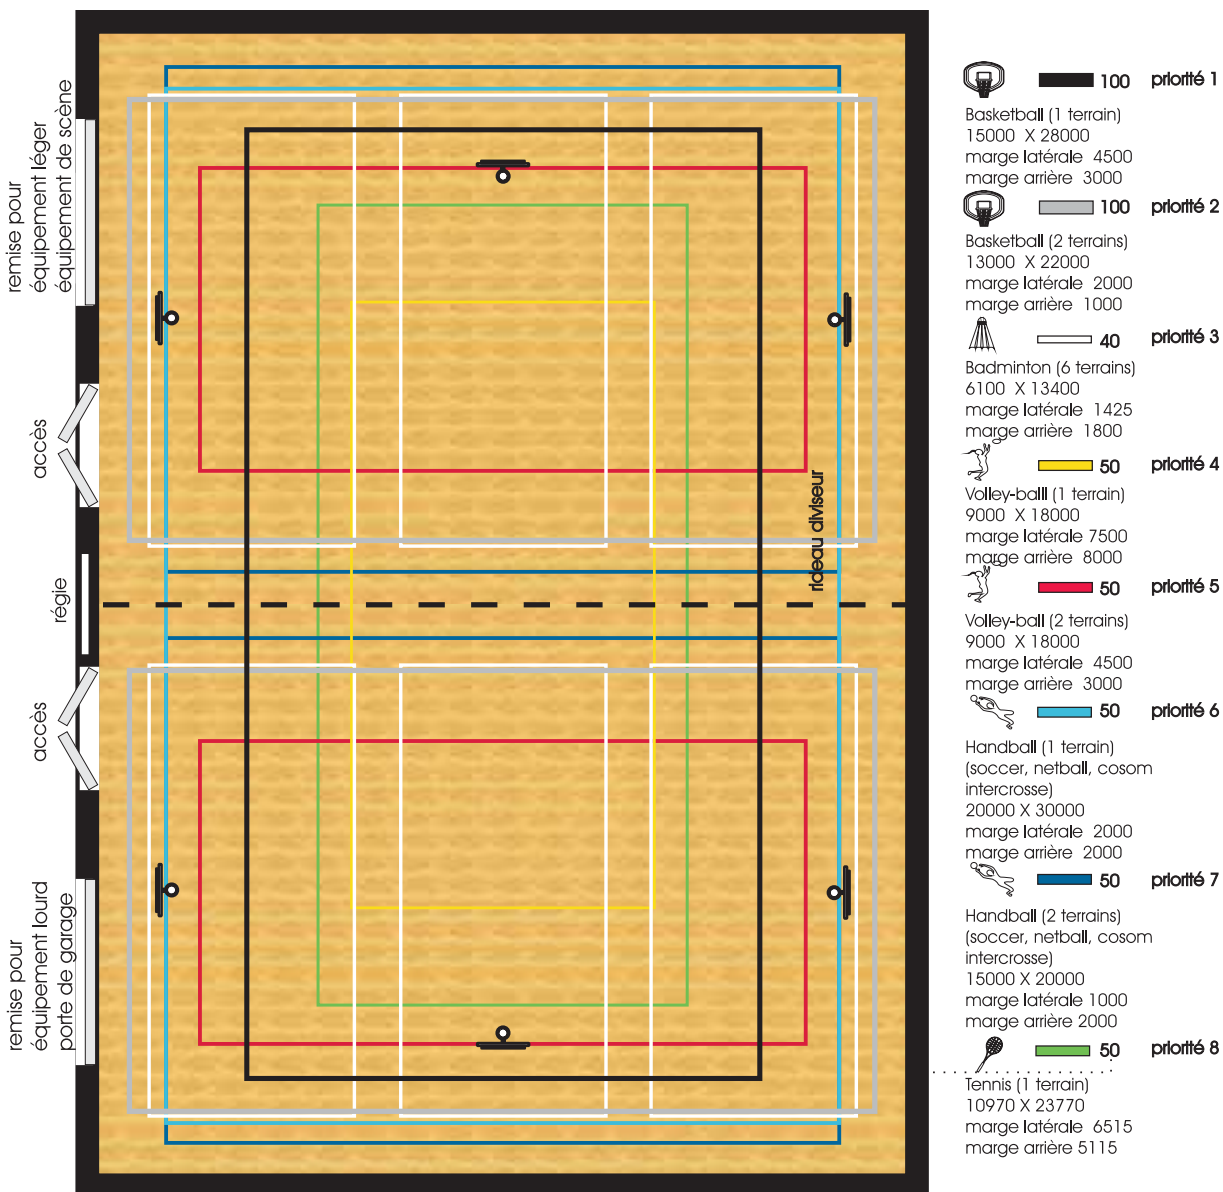 remise pour
équipement léger
équipement de scène
accès
régie
accès
remise pour
équipement lourd
porte de garage
rideau diviseur
100 priorité 1
Basketball (1 terrain)
15000 X 28000
marge latérale 4500
marge arrière 3000
100 priorité 2
Basketball (2 terrains)
13000 X 22000
marge latérale 2000
marge arrière 1000
40 priorité 3
Badminton (6 terrains)
6100 X 13400
marge latérale 1425
marge arrière 1800
50 priorité 4
Volley-balll (1 terrain)
9000 X 18000
marge latérale 7500
marge arrière 8000
50 priorité 5
Volley-ball (2 terrains)
9000 X 18000
marge latérale 4500
marge arrière 3000
50 priorité 6
Handball (1 terrain)
(soccer, netball, cosom
intercrosse)
20000 X 30000
marge latérale 2000
marge arrière 2000
50 priorité 7
Handball (2 terrains)
(soccer, netball, cosom
intercrosse)
15000 X 20000
marge latérale 1000
marge arrière 2000
50 priorité 8
Tennis (1 terrain)
10970 X 23770
marge latérale 6515
marge arrière 5115